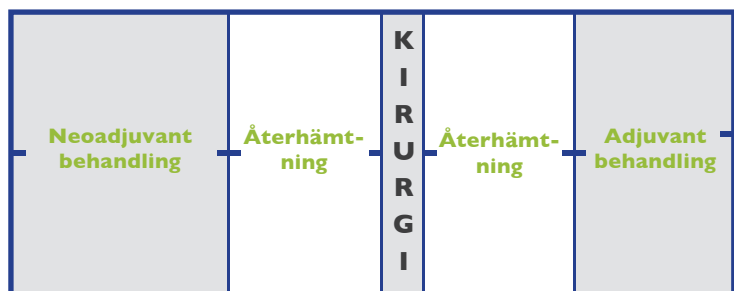 Neoadjuvant
behandling
Återhämt-
ning
K
I
R
U
R
G
I
Återhämt-
ning
Adjuvant
behandling